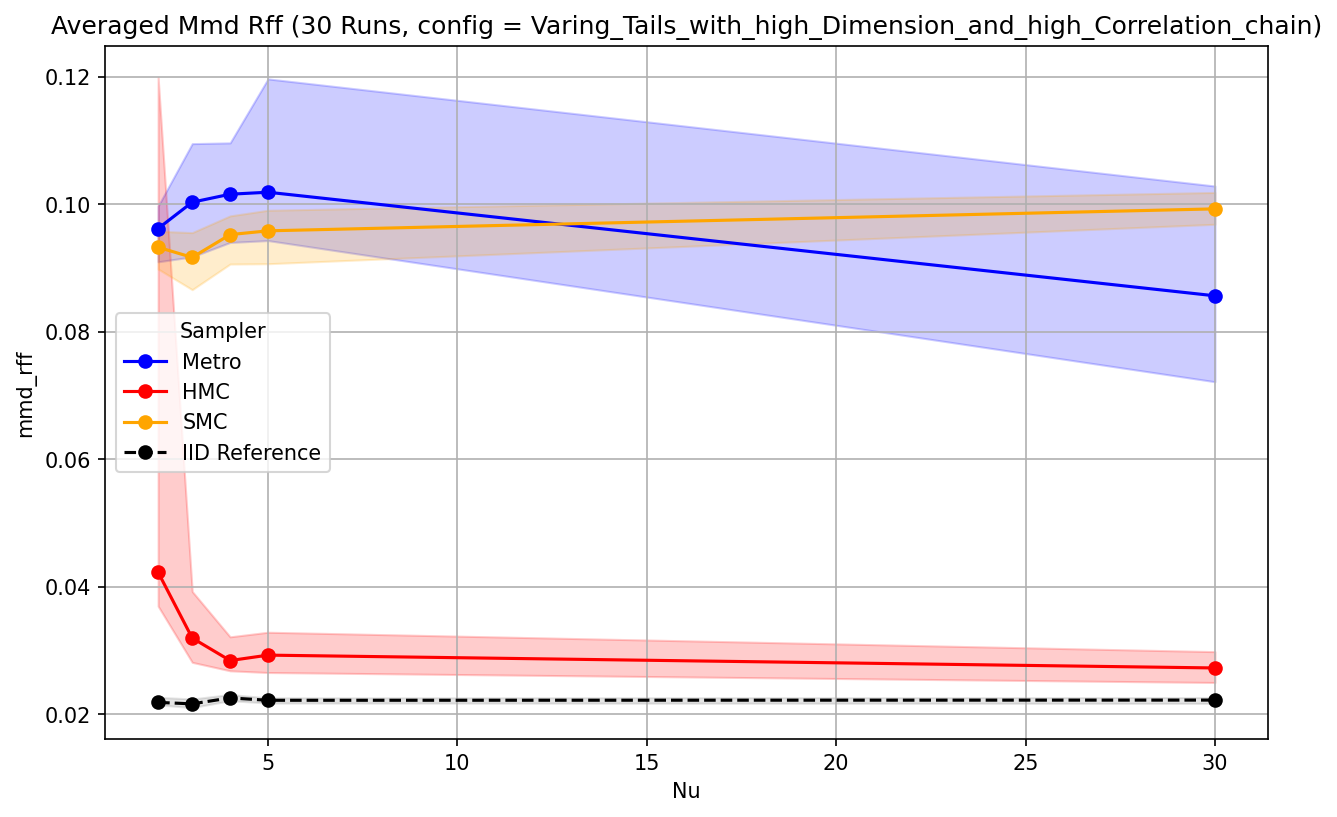 Averaged Mmd Rff (30 Runs, config = Varing_Tails_with_high_Dimension_and_high_Correlation_chain)
0.12
0.10
0.08
0.06
0.04
0.02
mmd_rff
Sampler
Metro
HMC
SMC
IID Reference
5
10
15
20
25
30
Nu